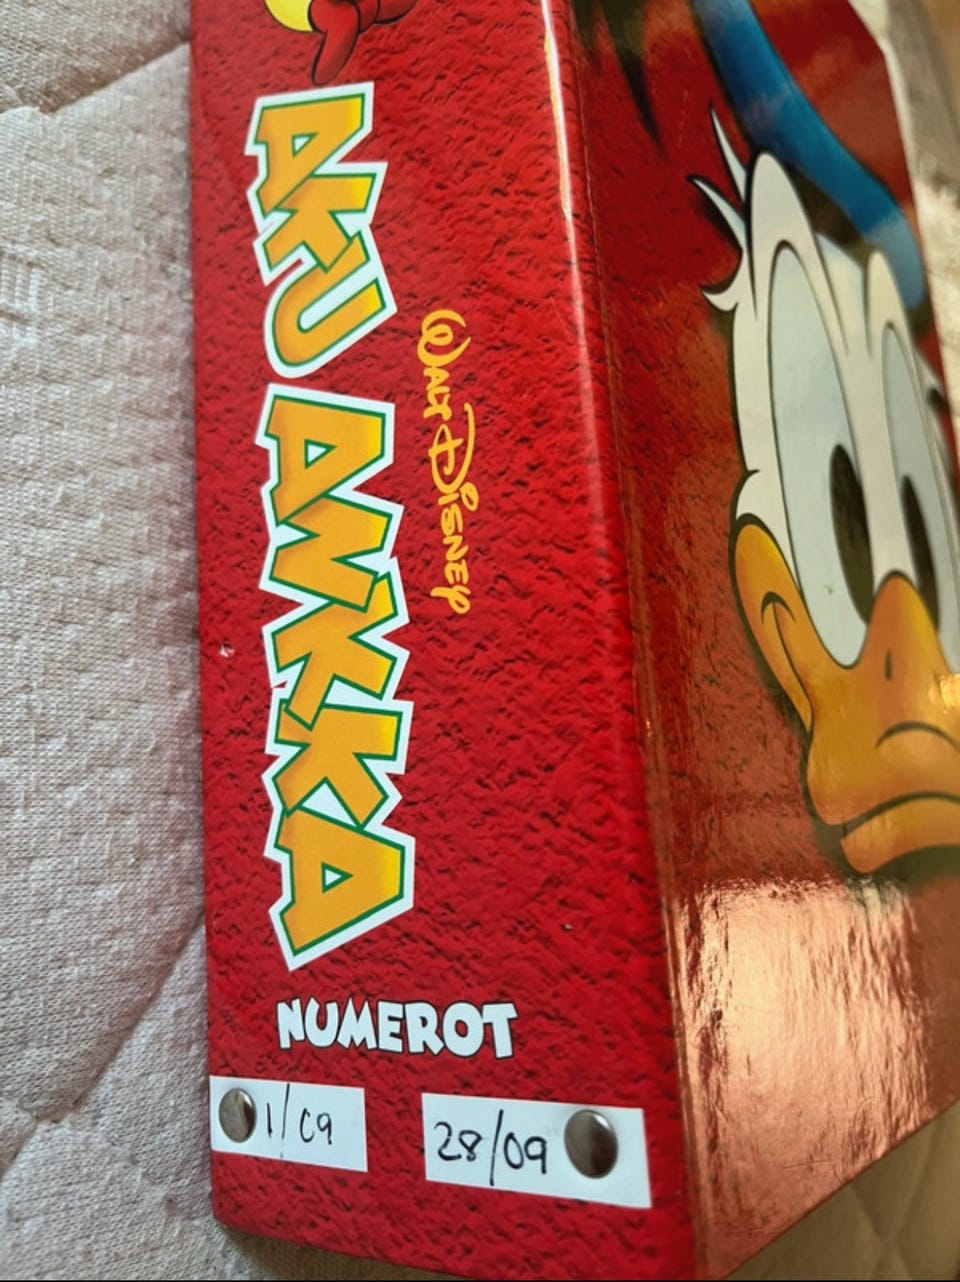 AKU ANKKA
WALT DISNEY
NUMEROT
1/09
28/09